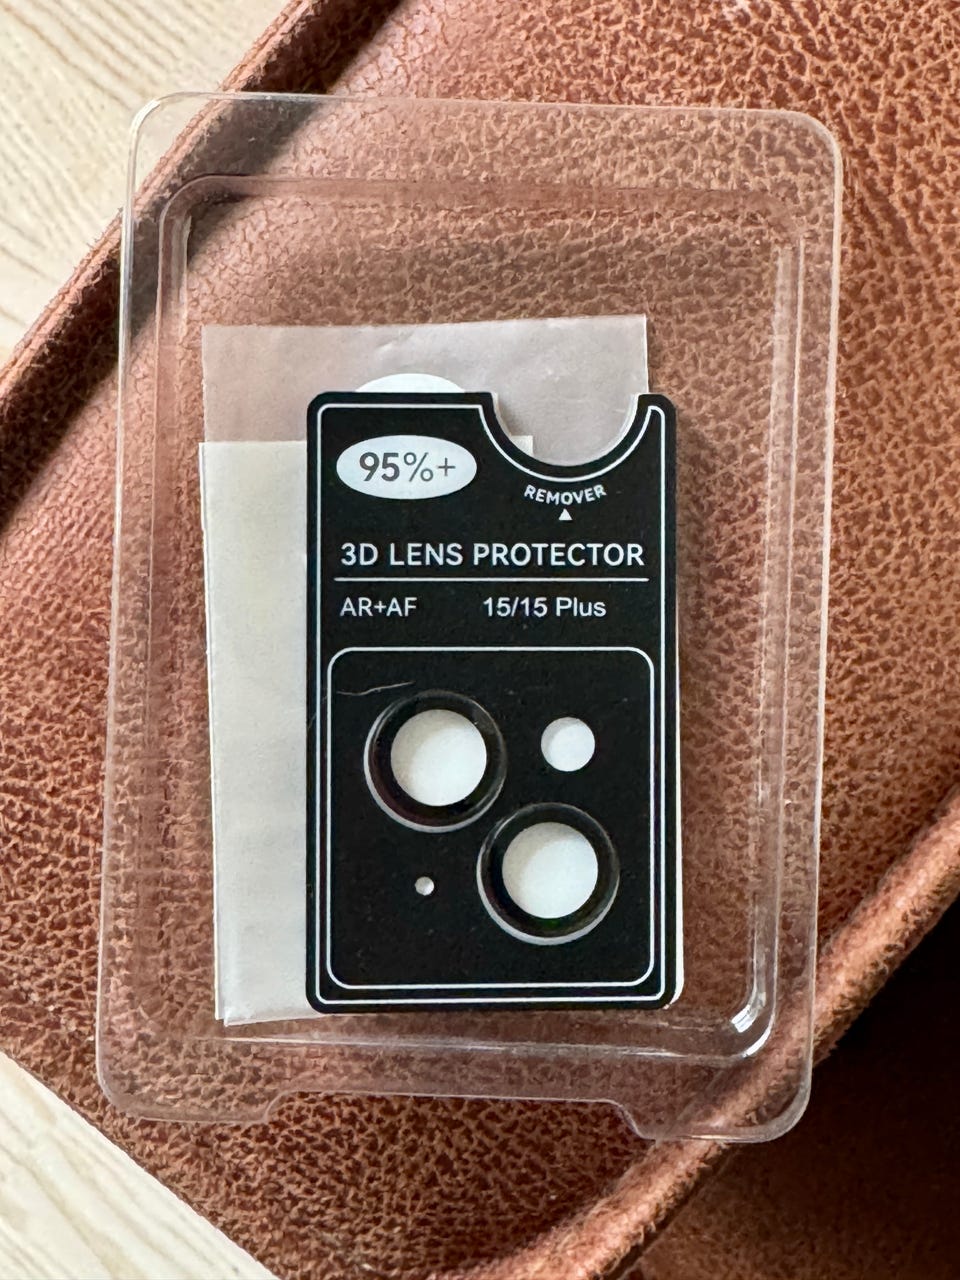 95%+
REMOVER
3D LENS PROTECTOR
AR+AF 15/15 Plus